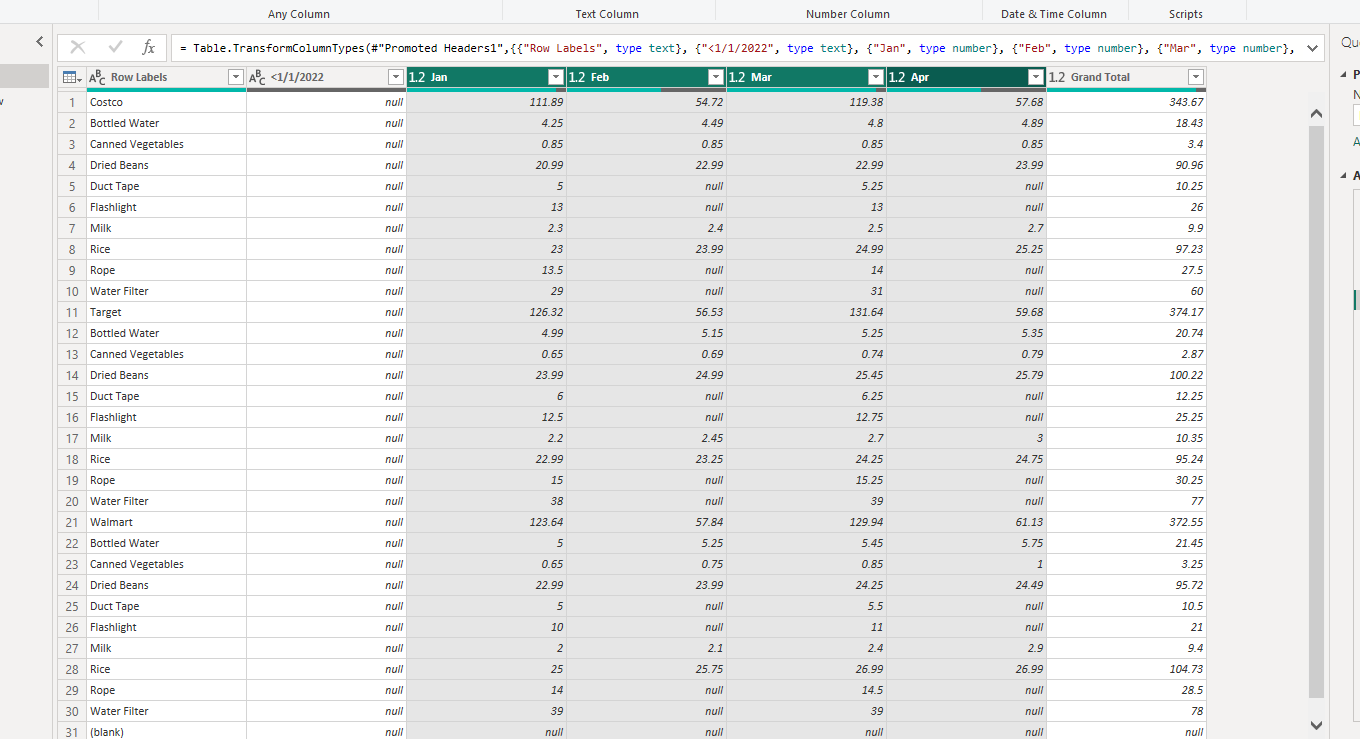 Any Column Text Column Number Column Date & Time Column Scripts
fx = Table.TransformColumnTypes(#"Promoted Headers1",{{"Row Labels", type text}, {"<1/1/2022", type text}, {"Jan", type number}, {"Feb", type number}, {"Mar", type number}, Qu
ABC Row Labels ABC <1/1/2022 1.2 Jan 1.2 Feb 1.2 Mar 1.2 Apr 1.2 Grand Total
1 Costco null 111.89 54.72 119.38 57.68 343.67
2 Bottled Water null 4.25 4.49 4.8 4.89 18.43
3 Canned Vegetables null 0.85 0.85 0.85 0.85 3.4
4 Dried Beans null 20.99 22.99 22.99 23.99 90.96
5 Duct Tape null 5 null 5.25 null 10.25
6 Flashlight null 13 null 13 null 26
7 Milk null 2.3 2.4 2.5 2.7 9.9
8 Rice null 23 23.99 24.99 25.25 97.23
9 Rope null 13.5 null 14 null 27.5
10 Water Filter null 29 null 31 null 60
11 Target null 126.32 56.53 131.64 59.68 374.17
12 Bottled Water null 4.99 5.15 5.25 5.35 20.74
13 Canned Vegetables null 0.65 0.69 0.74 0.79 2.87
14 Dried Beans null 23.99 24.99 25.45 25.79 100.22
15 Duct Tape null 6 null 6.25 null 12.25
16 Flashlight null 12.5 null 12.75 null 25.25
17 Milk null 2.2 2.45 2.7 3 10.35
18 Rice null 22.99 23.25 24.25 24.75 95.24
19 Rope null 15 null 15.25 null 30.25
20 Water Filter null 38 null 39 null 77
21 Walmart null 123.64 57.84 129.94 61.13 372.55
22 Bottled Water null 5 5.25 5.45 5.75 21.45
23 Canned Vegetables null 0.65 0.75 0.85 1 3.25
24 Dried Beans null 22.99 23.99 24.25 24.49 95.72
25 Duct Tape null 5 null 5.5 null 10.5
26 Flashlight null 10 null 11 null 21
27 Milk null 2 2.1 2.4 2.9 9.4
28 Rice null 25 25.75 26.99 26.99 104.73
29 Rope null 14 null 14.5 null 28.5
30 Water Filter null 39 null 39 null 78
31 (blank) null null null null null null